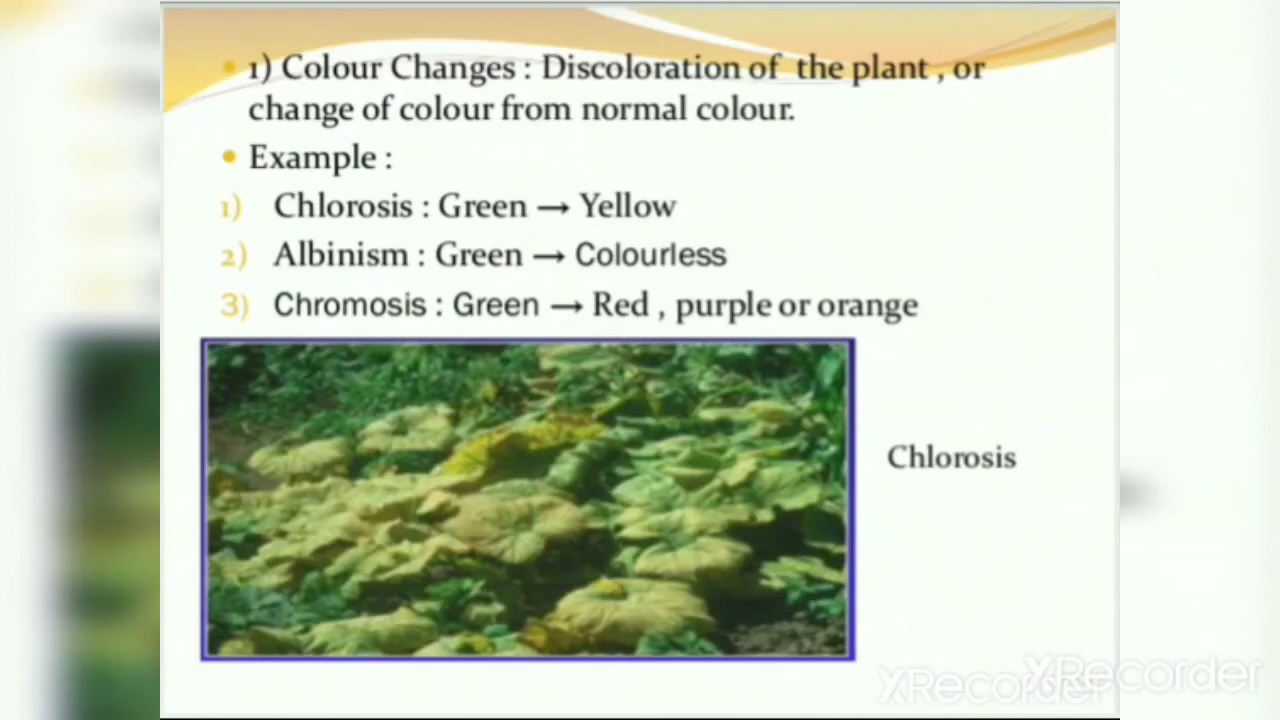 1) Colour Changes : Discoloration of the plant , or
change of colour from normal colour.
Example :
1) Chlorosis : Green → Yellow
2) Albinism : Green → Colourless
3) Chromosis : Green → Red , purple or orange
Chlorosis
XRecorder
XRecorder